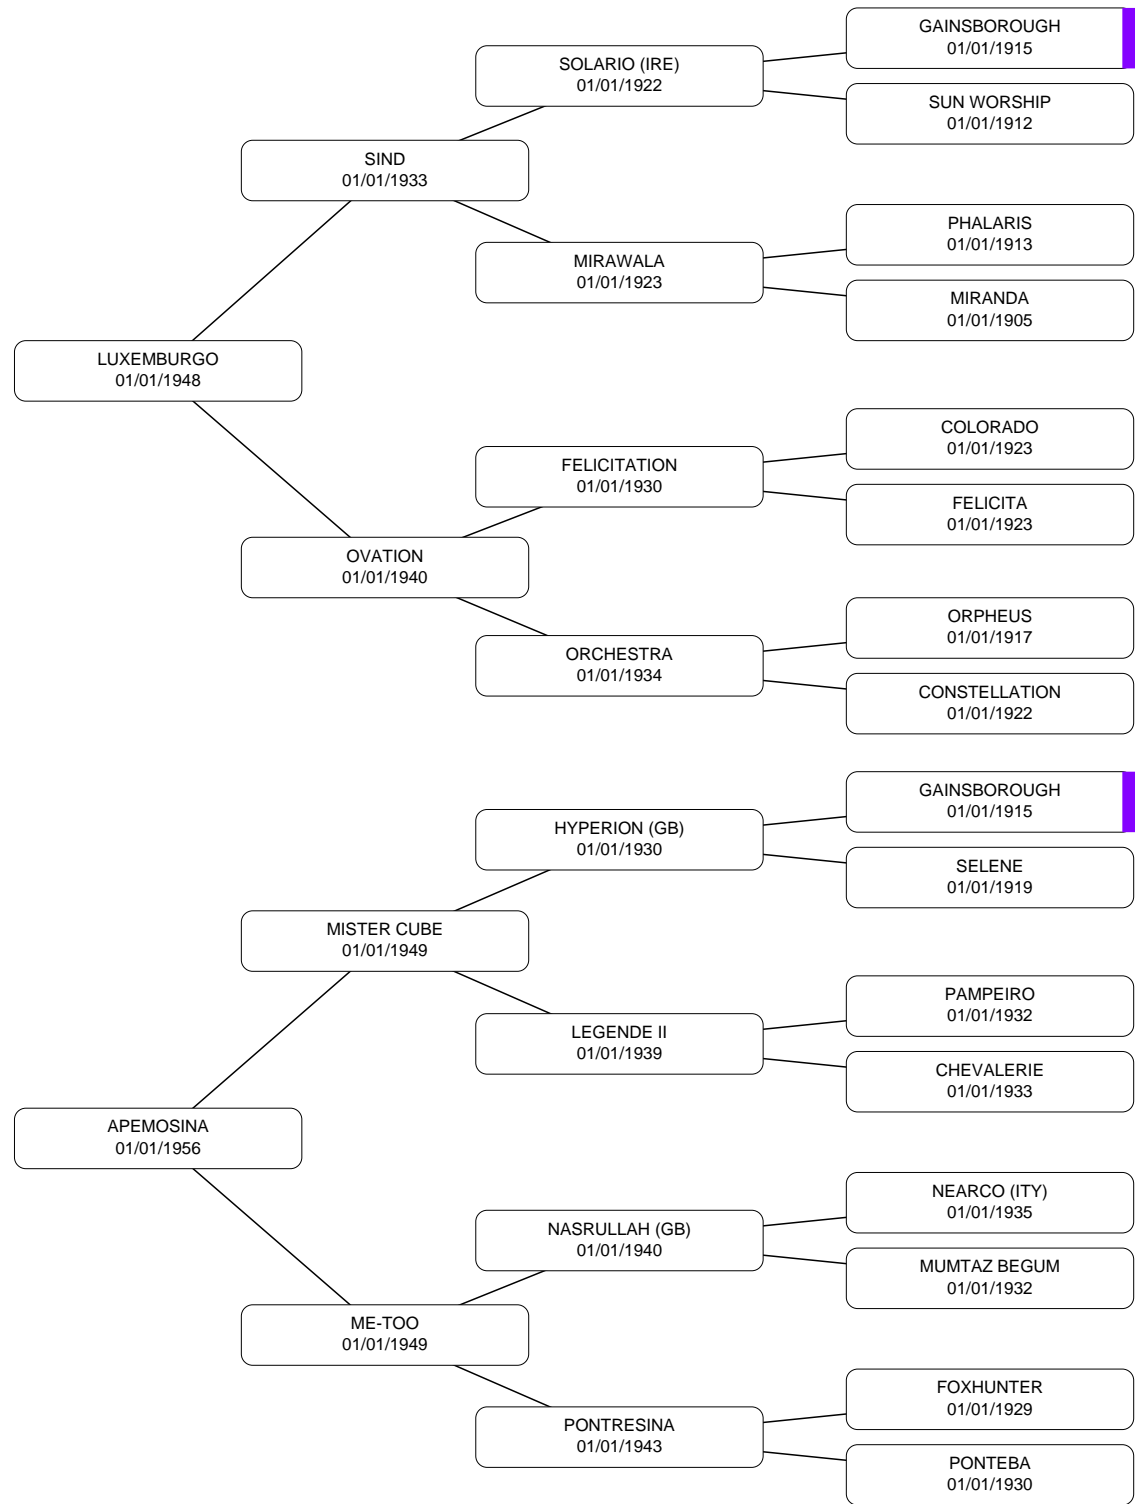 GAINSBOROUGH
01/01/1915
SOLARIO (IRE)
01/01/1922
SUN WORSHIP
01/01/1912
SIND
01/01/1933
PHALARIS
01/01/1913
MIRAWALA
01/01/1923
MIRANDA
01/01/1905
LUXEMBURGO
01/01/1948
COLORADO
01/01/1923
FELICITATION
01/01/1930
FELICITA
01/01/1923
OVATION
01/01/1940
ORPHEUS
01/01/1917
ORCHESTRA
01/01/1934
CONSTELLATION
01/01/1922
GAINSBOROUGH
01/01/1915
HYPERION (GB)
01/01/1930
SELENE
01/01/1919
MISTER CUBE
01/01/1949
PAMPEIRO
01/01/1932
LEGENDE II
01/01/1939
CHEVALERIE
01/01/1933
APEMOSINA
01/01/1956
NEARCO (ITY)
01/01/1935
NASRULLAH (GB)
01/01/1940
MUMTAZ BEGUM
01/01/1932
ME-TOO
01/01/1949
FOXHUNTER
01/01/1929
PONTRESINA
01/01/1943
PONTEBA
01/01/1930